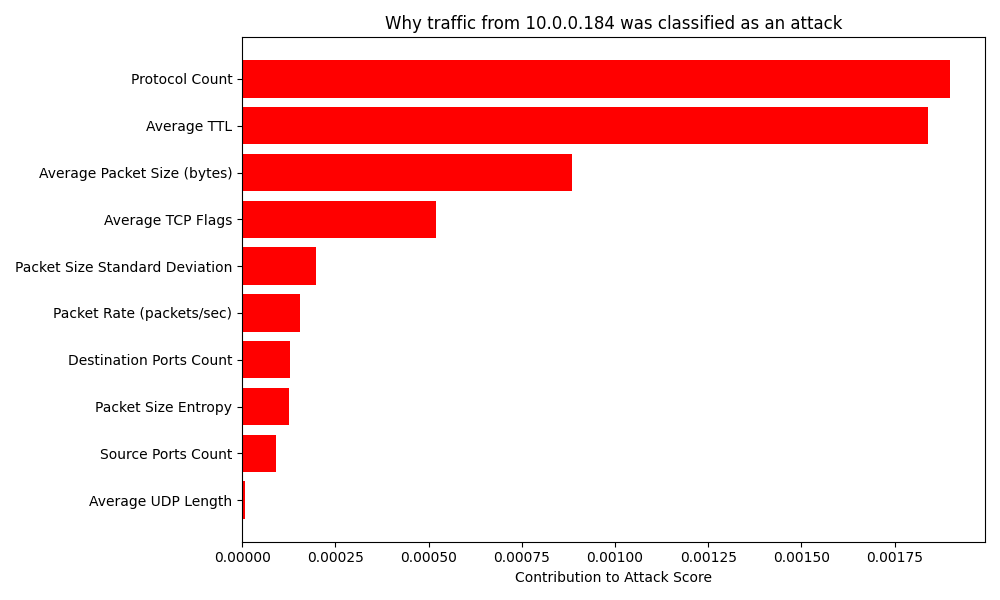 Why traffic from 10.0.0.184 was classified as an attack
Protocol Count
Average TTL
Average Packet Size (bytes)
Average TCP Flags
Packet Size Standard Deviation
Packet Rate (packets/sec)
Destination Ports Count
Packet Size Entropy
Source Ports Count
Average UDP Length
0.00000 0.00025 0.00050 0.00075 0.00100 0.00125 0.00150 0.00175
Contribution to Attack Score